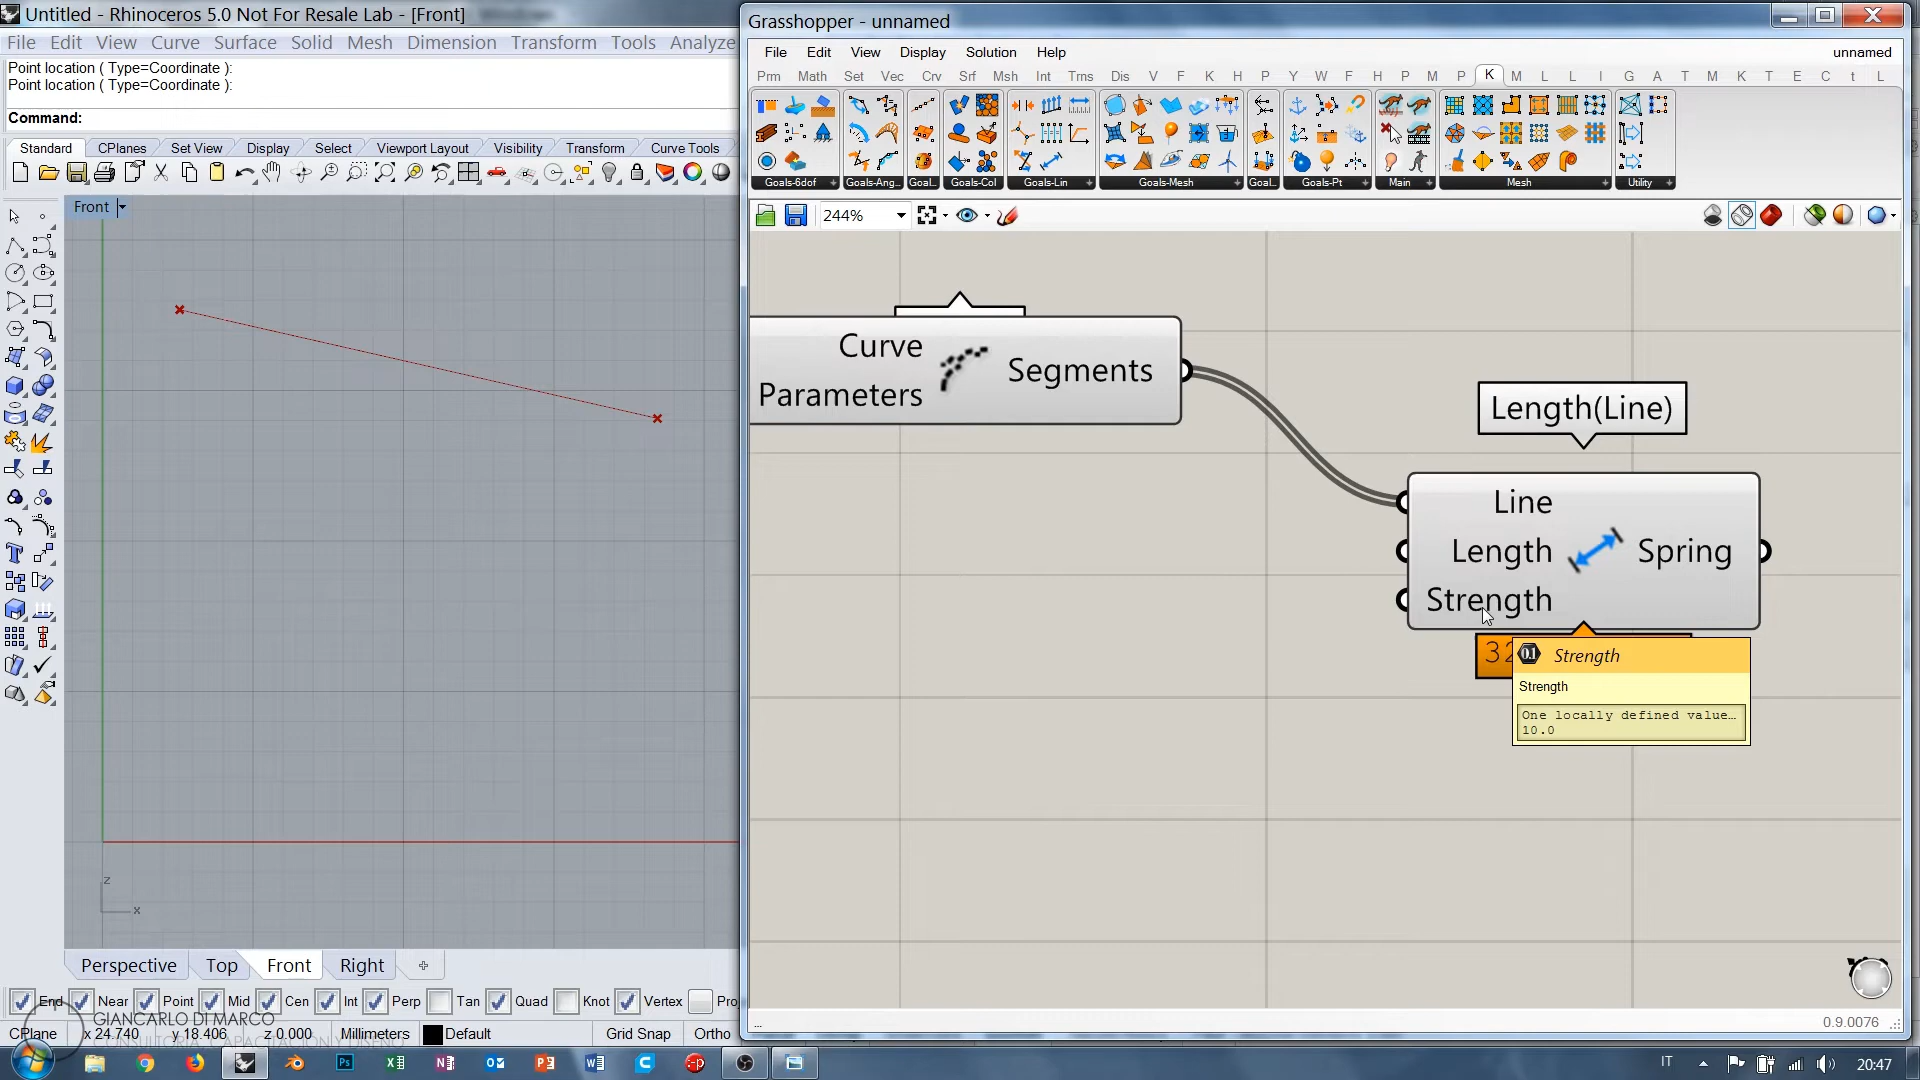 Untitled - Rhinoceros 5.0 Not For Resale Lab - [Front]
File Edit View Curve Surface Solid Mesh Dimension Transform Tools Analyze
Point location ( Type=Coordinate ):
Point location ( Type=Coordinate ):
Command:
Standard CPlanes Set View Display Select Viewport Layout Visibility Transform Curve Tools
Front
z
x
Perspective Top Front Right
End Near Point Mid Cen Int Perp Tan Quad Knot Vertex Pro
GIANCARLO DI MARCO
CPlane x 24.740 y 18.406 z 0.000 Millimeters Default Grid Snap Ortho
Grasshopper - unnamed
File Edit View Display Solution Help unnamed
Prm Math Set Vec Crv Srf Msh Int Trns Dis V F K H P Y W F H P M P K M L L I G A T M K T E C t L
Goals-6dof Goals-Ang... Goal... Goals-Col Goals-Lin Goals-Mesh Goal... Goals-Pt Main Mesh Utility
244%
Curve
Parameters
Segments
Length(Line)
Line
Length
Strength
Spring
32
0.1 Strength
Strength
One locally defined value…
10.0
...
0.9.0076
IT 20:47